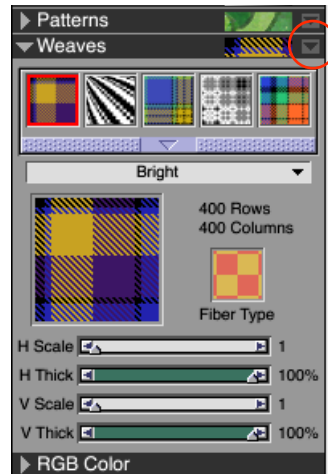 Patterns
Weaves
Bright
400 Rows
400 Columns
Fiber Type
H Scale 1
H Thick 100%
V Scale 1
V Thick 100%
RGB Color